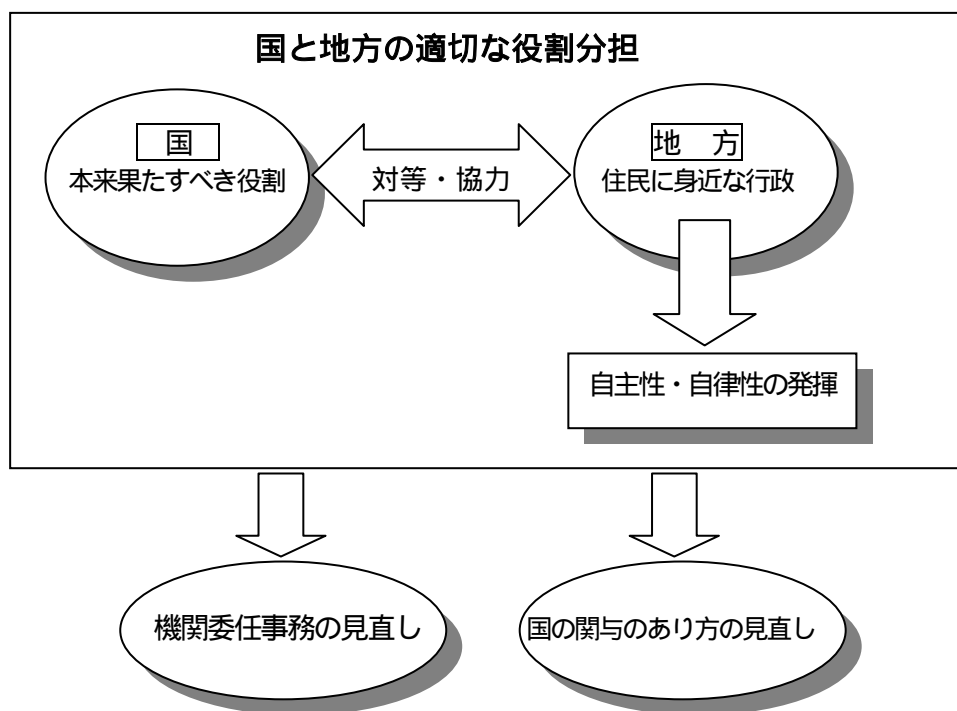 国と地方の適切な役割分担
国
本来果たすべき役割
対等・協力
地　方
住民に身近な行政
自主性・自律性の発揮
機関委任事務の見直し
国の関与のあり方の見直し